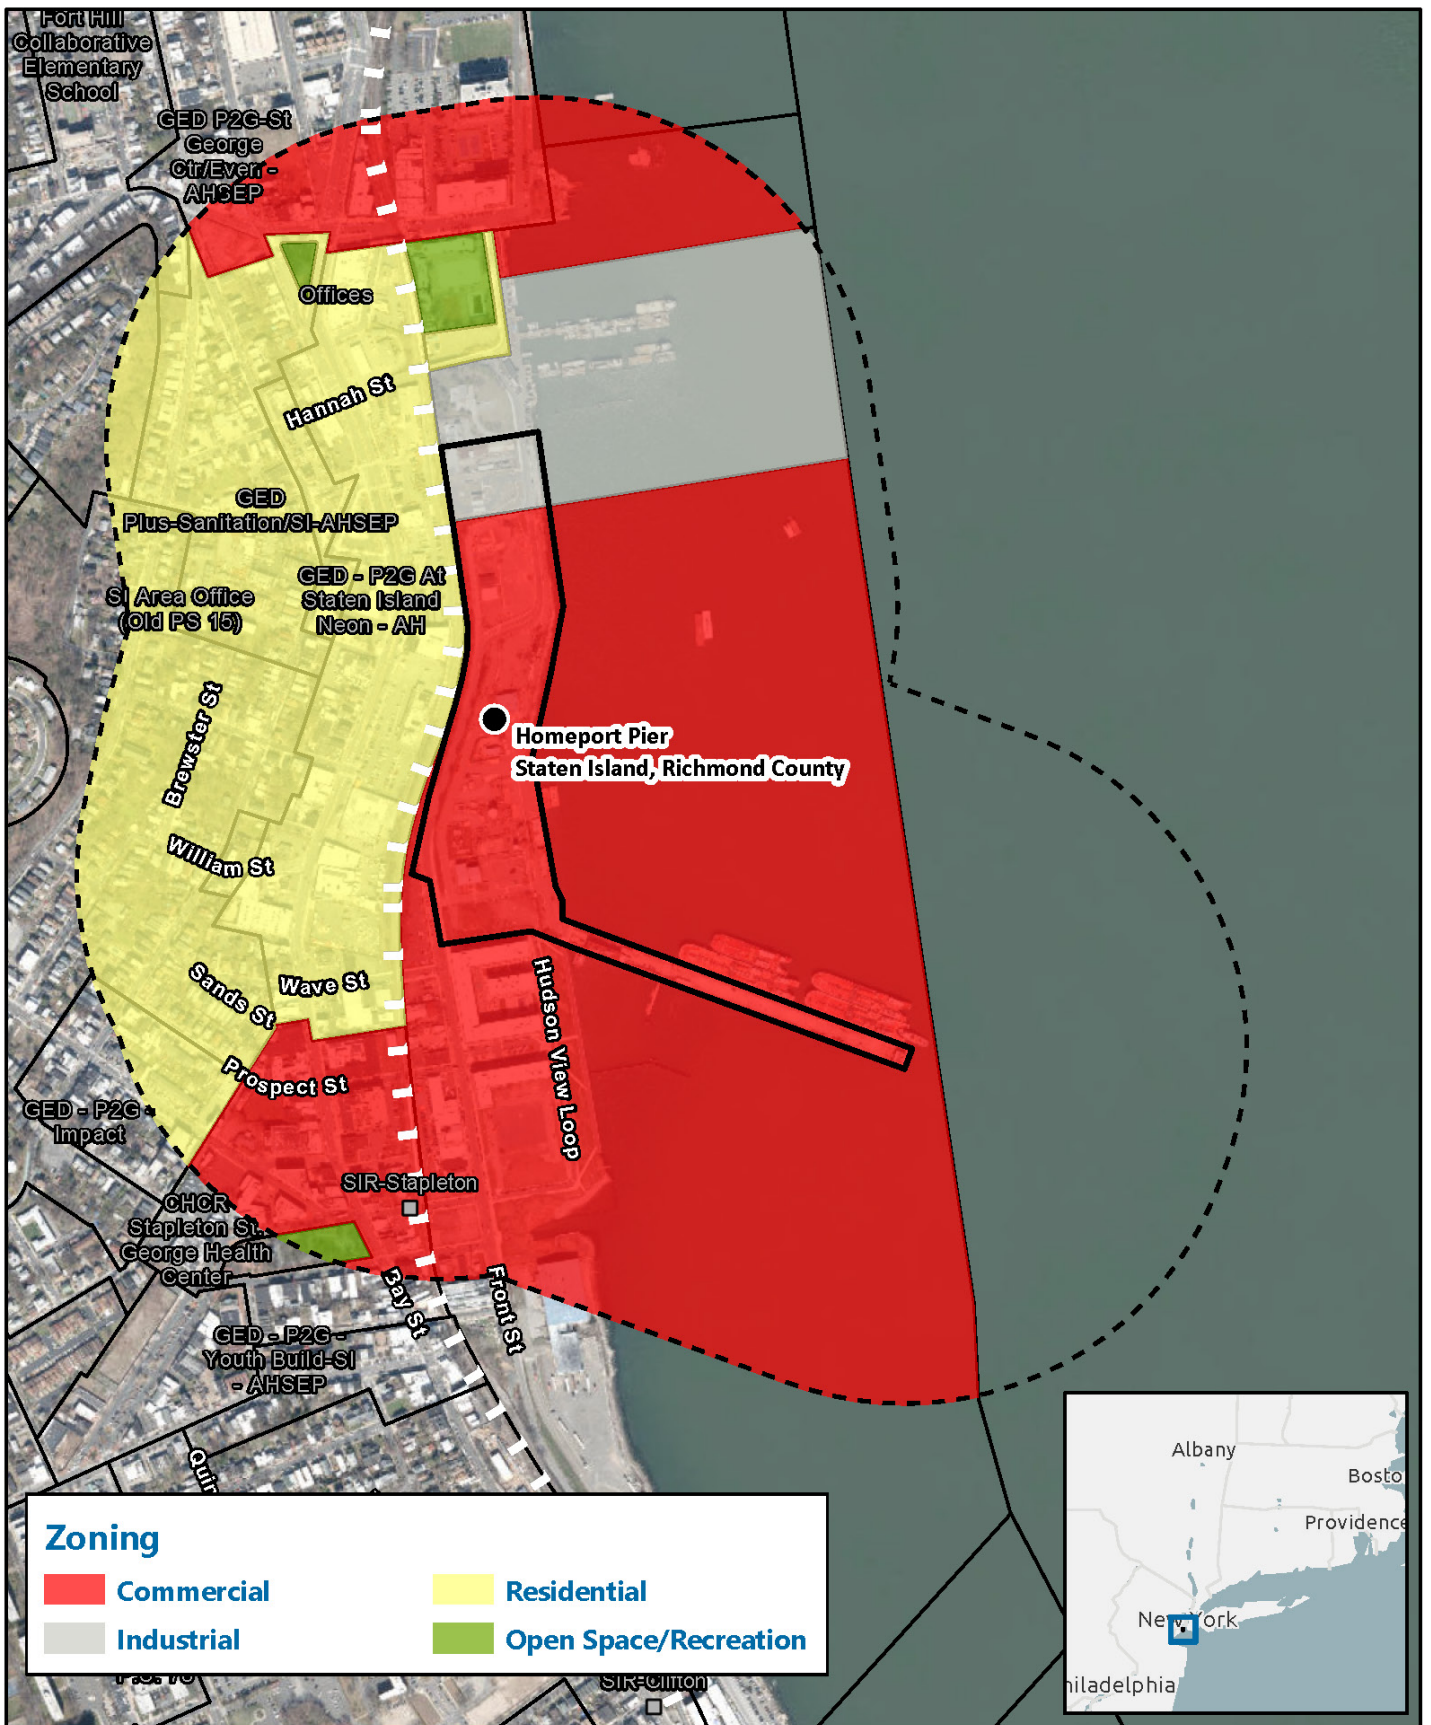 Fort Hill
Collaborative
Elementary
School
GED P2G-St
George
Ctr/Even -
AHSEP
Offices
Hannah St
GED
Plus-Sanitation/SI-AHSEP
GED - P2G At
Staten Island
Neon - AH
SI Area Office
(Old PS 15)
Brewster St
Homeport Pier
Staten Island, Richmond County
William St
Sands St
Wave St
Hudson View Loop
Prospect St
GED - P2G -
Impact
SIR-Stapleton
CHCR
Stapleton St.
George Health
Center
Bay St
Front St
GED - P2G -
Youth Build-SI
- AHSEP
Quin
Zoning
Commercial
Residential
Industrial
Open Space/Recreation
P.S. 78
SIR-Clifton
Albany
Bosto
Providence
New York
hiladelphia